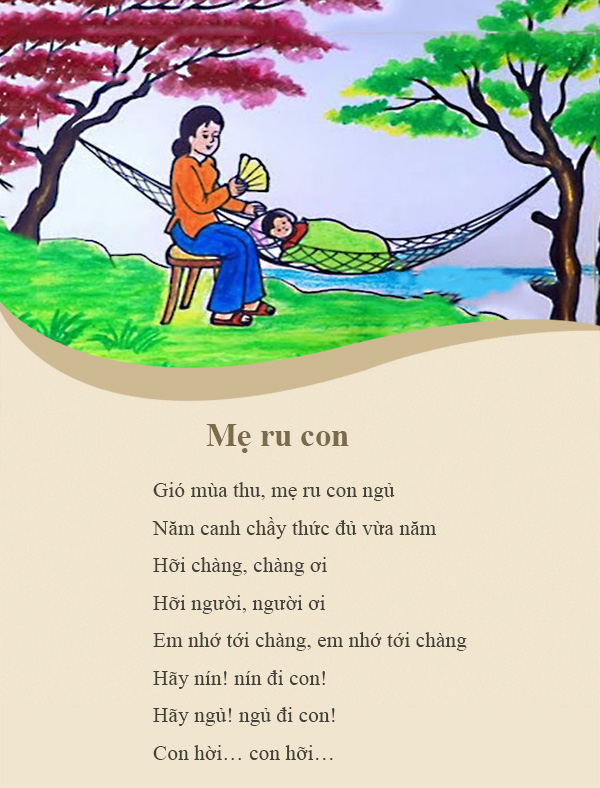 Mẹ ru con
Gió mùa thu, mẹ ru con ngủ
Năm canh chầy thức đủ vừa năm
Hỡi chàng, chàng ơi
Hỡi người, người ơi
Em nhớ tới chàng, em nhớ tới chàng
Hãy nín! nín đi con!
Hãy ngủ! ngủ đi con!
Con hời… con hỡi…